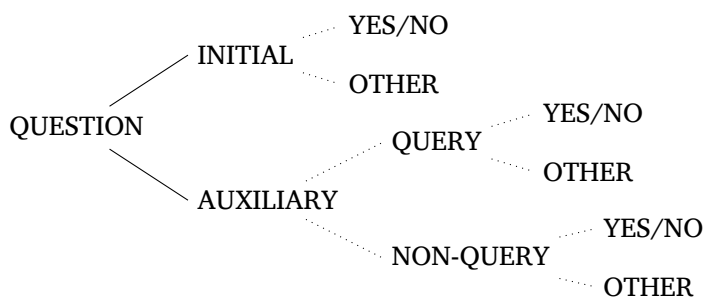 YES/NO
INITIAL
OTHER
QUESTION
YES/NO
QUERY
OTHER
AUXILIARY
YES/NO
NON-QUERY
OTHER